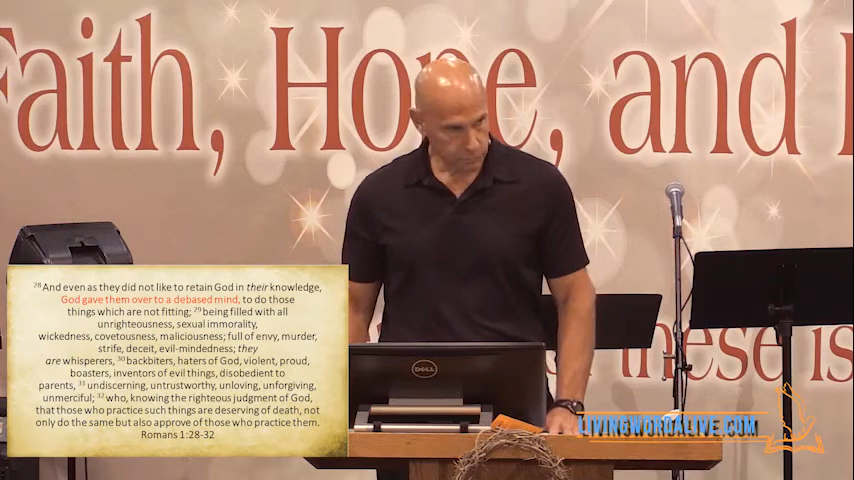 Faith, Hope, and
these is
28 And even as they did not like to retain God in their knowledge,
God gave them over to a debased mind, to do those
things which are not fitting; 29 being filled with all
unrighteousness, sexual immorality,
wickedness, covetousness, maliciousness; full of envy, murder,
strife, deceit, evil-mindedness; they
are whisperers, 30 backbiters, haters of God, violent, proud,
boasters, inventors of evil things, disobedient to
parents, 31 undiscerning, untrustworthy, unloving, unforgiving,
unmerciful; 32 who, knowing the righteous judgment of God,
that those who practice such things are deserving of death, not
only do the same but also approve of those who practice them.
Romans 1:28-32
DELL
LIVINGWORDALIVE.COM